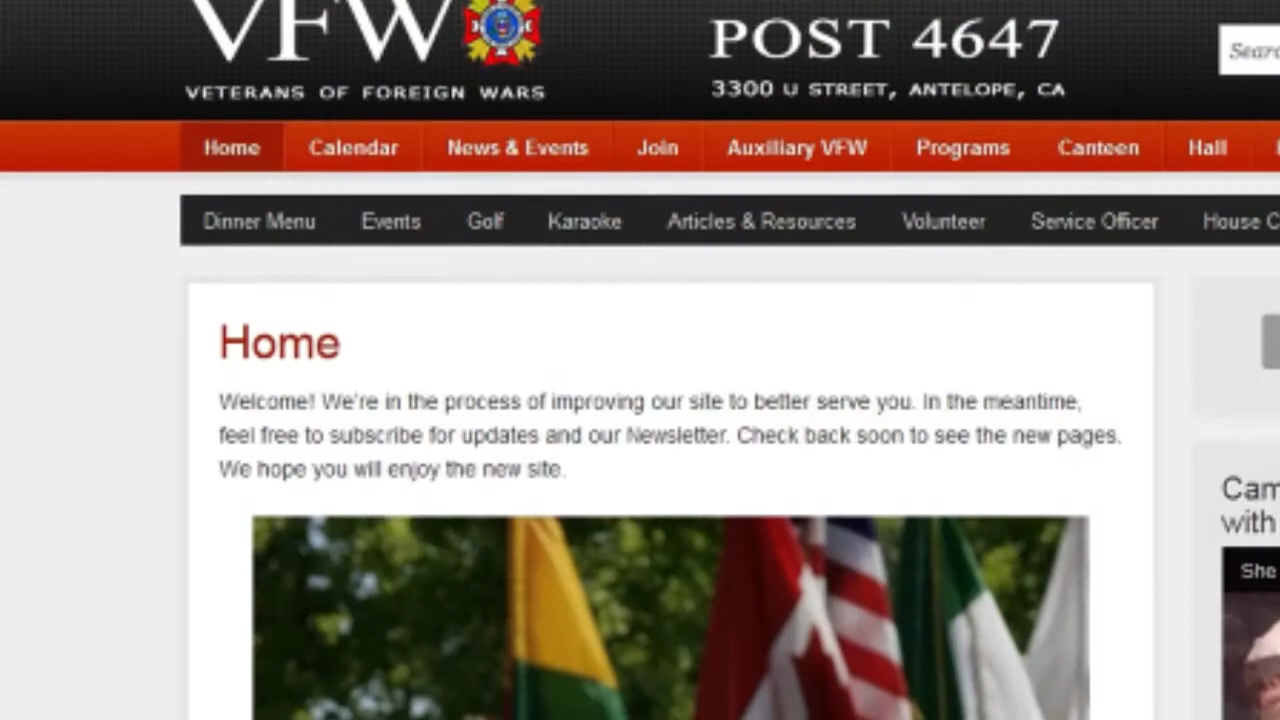 VFW
VETERANS OF FOREIGN WARS
POST 4647
3300 U STREET, ANTELOPE, CA
Home Calendar News & Events Join Auxiliary VFW Programs Canteen Hall
Dinner Menu Events Golf Karaoke Articles & Resources Volunteer Service Officer House
Home
Welcome! We're in the process of improving our site to better serve you. In the meantime,
feel free to subscribe for updates and our Newsletter. Check back soon to see the new pages.
We hope you will enjoy the new site.
with
She